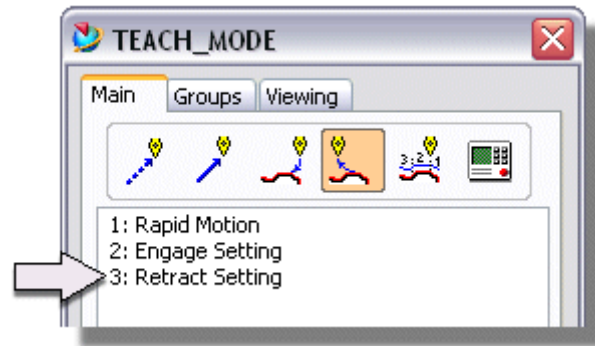 TEACH_MODE
Main Groups Viewing
3 2 1
1: Rapid Motion
2: Engage Setting
3: Retract Setting